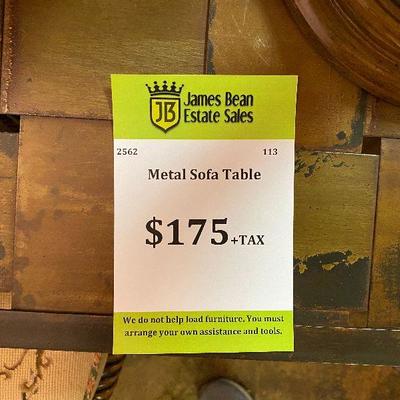 JB
James Bean
Estate Sales
2562 113
Metal Sofa Table
$175+TAX
We do not help load furniture. You must
arrange your own assistance and tools.